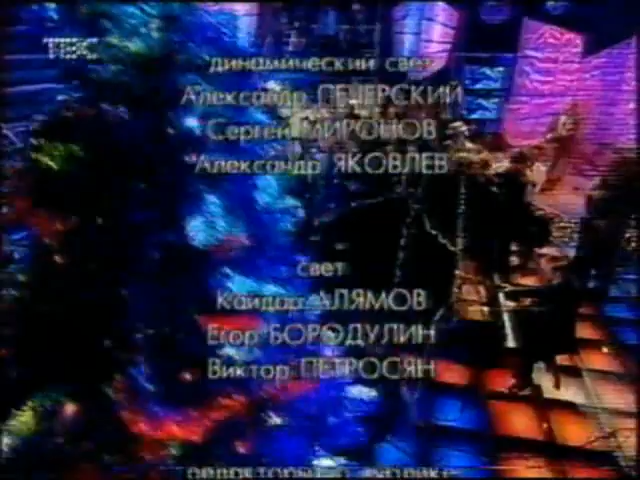 ТВС
динамический свет
Александр ПЕЧЕРСКИЙ
Сергей МИРОНОВ
Александр ЯКОВЛЕВ
свет
Кайдар АЛЯМОВ
Егор БОРОДУЛИН
Виктор ПЕТРОСЯН